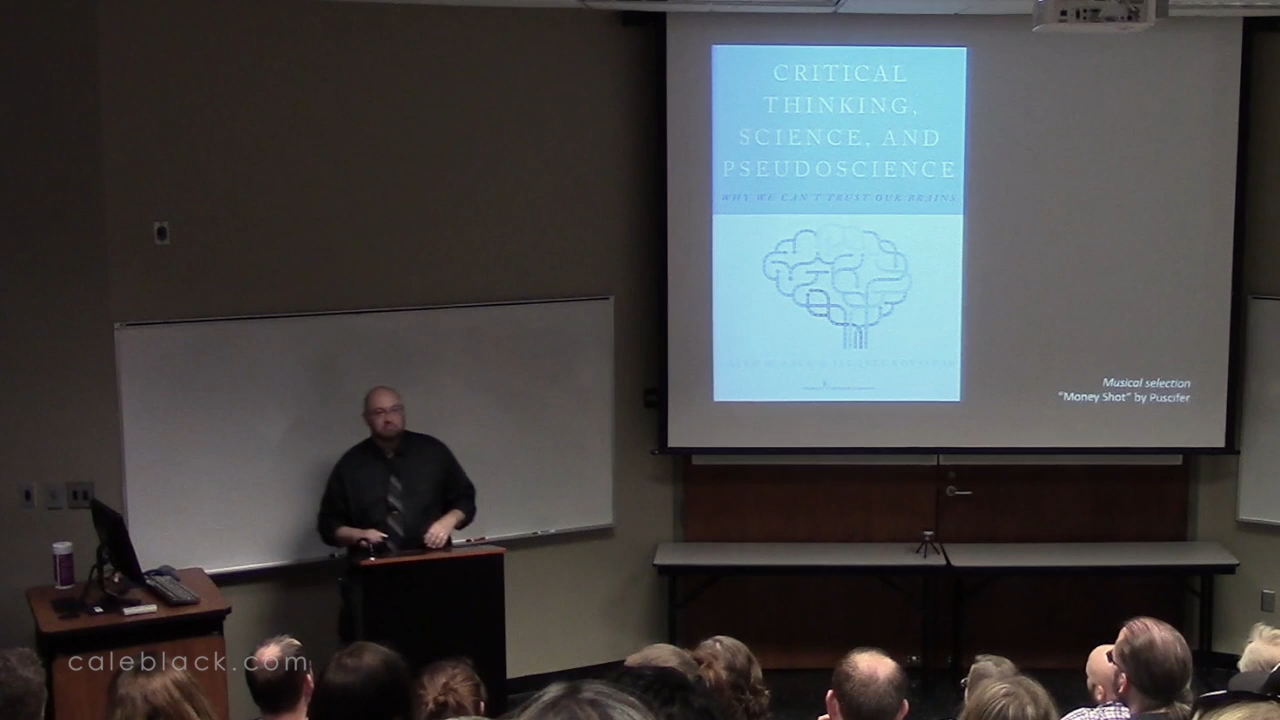 CRITICAL
THINKING,
SCIENCE, AND
PSEUDOSCIENCE
WHY WE CAN'T TRUST OUR BRAINS
Musical selection
"Money Shot" by Puscifer
caleblack.com